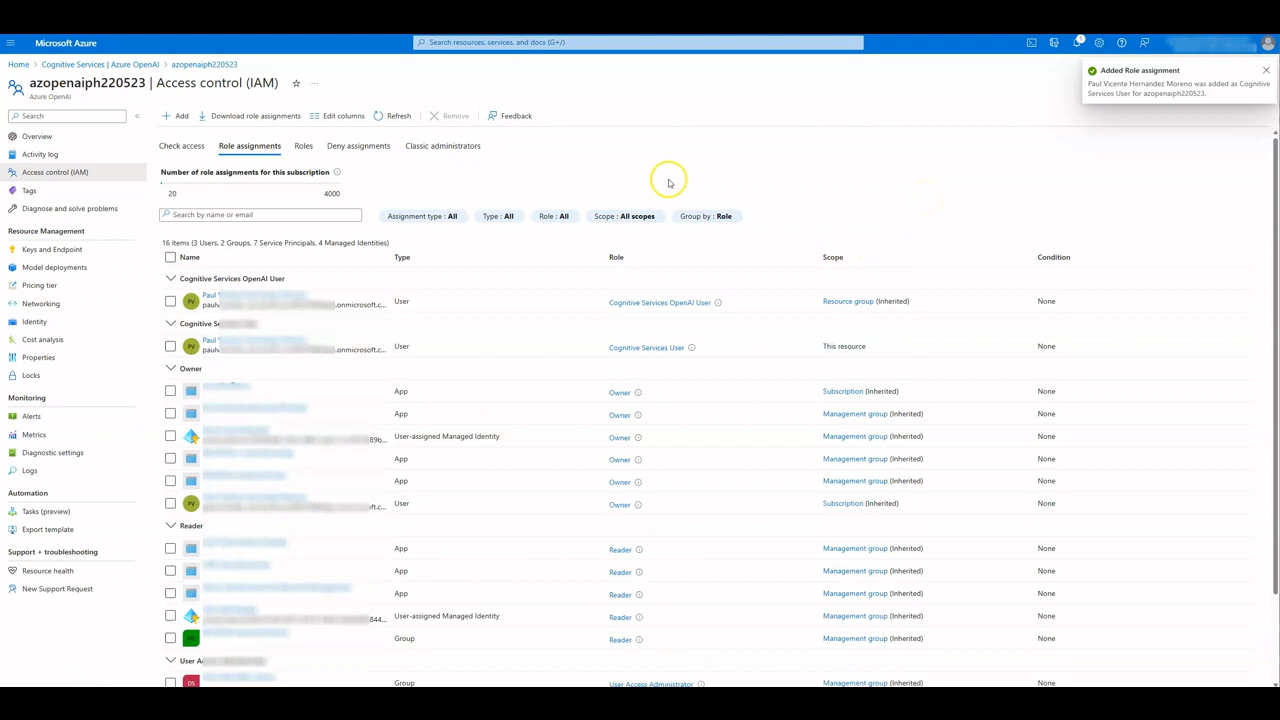 Microsoft Azure
Search resources, services, and docs (G+/)
1
Home > Cognitive Services | Azure OpenAI > azopenaiph220523
azopenaiph220523 | Access control (IAM)
Azure OpenAI
Added Role assignment
Paul Vicente Hernandez Moreno was added as Cognitive
Services User for azopenaiph220523.
Search
Add Download role assignments Edit columns Refresh Remove Feedback
Overview
Activity log
Access control (IAM)
Tags
Diagnose and solve problems
Resource Management
Keys and Endpoint
Model deployments
Pricing tier
Networking
Identity
Cost analysis
Properties
Locks
Monitoring
Alerts
Metrics
Diagnostic settings
Logs
Automation
Tasks (preview)
Export template
Support + troubleshooting
Resource health
New Support Request
Check access Role assignments Roles Deny assignments Classic administrators
Number of role assignments for this subscription
20 4000
Search by name or email
Assignment type : All Type : All Role : All Scope : All scopes Group by : Role
16 items (3 Users, 2 Groups, 7 Service Principals, 4 Managed Identities)
Name Type Role Scope Condition
Cognitive Services OpenAI User
PV Paul User Cognitive Services OpenAI User Resource group (Inherited) None
.onmicrosoft.c...
Cognitive
PV Paul User Cognitive Services User This resource None
.onmicrosoft.c...
Owner
App Owner Subscription (Inherited) None
App Owner Management group (Inherited) None
User-assigned Managed Identity Owner Management group (Inherited) None
App Owner Management group (Inherited) None
App Owner Management group (Inherited) None
PV User Owner Subscription (Inherited) None
Reader
App Reader Management group (Inherited) None
App Reader Management group (Inherited) None
App Reader Management group (Inherited) None
User-assigned Managed Identity Reader Management group (Inherited) None
Group Reader Management group (Inherited) None
User
DS Group User Access Administrator Management group (Inherited) None